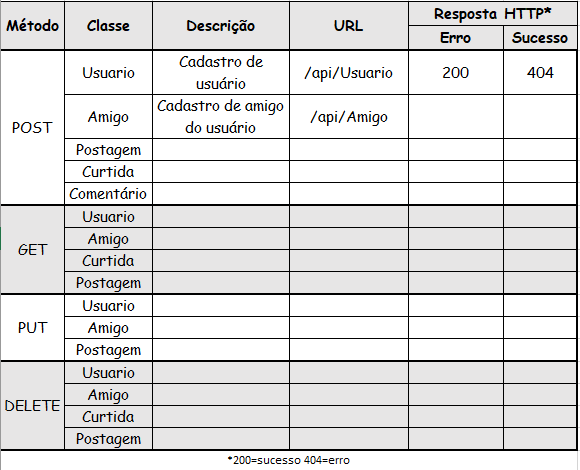 Método Classe Descrição URL Resposta HTTP*
Erro Sucesso
POST
Usuario Cadastro de usuário /api/Usuario 200 404
Amigo Cadastro de amigo do usuário /api/Amigo
Postagem
Curtida
Comentário
GET
Usuario
Amigo
Curtida
Postagem
PUT
Usuario
Amigo
Postagem
DELETE
Usuario
Amigo
Curtida
Postagem
*200=sucesso 404=erro